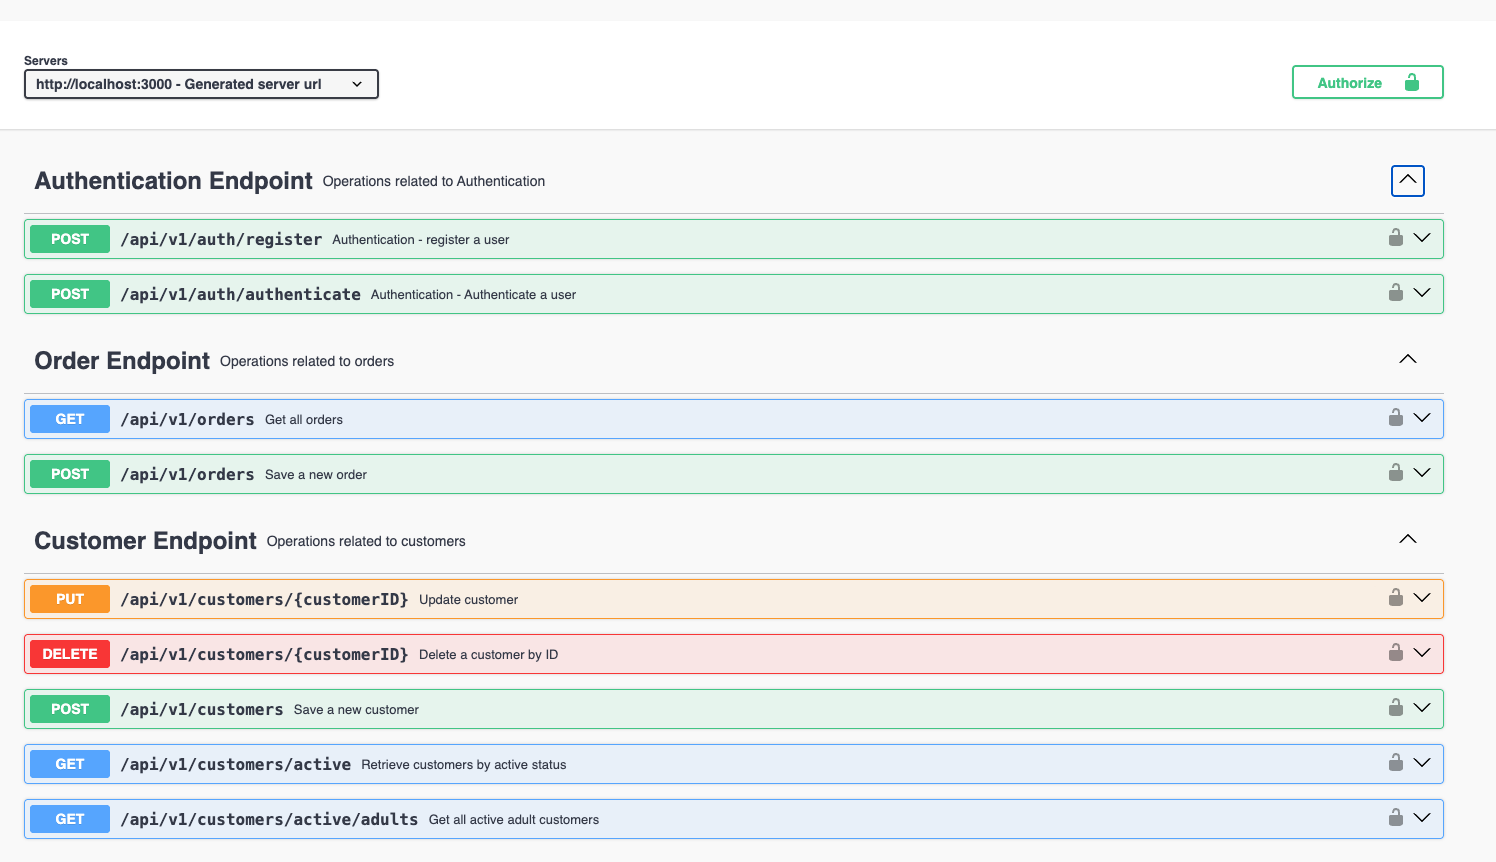 Servers
http://localhost:3000 - Generated server url
Authorize
Authentication Endpoint Operations related to Authentication
POST /api/v1/auth/register Authentication - register a user
POST /api/v1/auth/authenticate Authentication - Authenticate a user
Order Endpoint Operations related to orders
GET /api/v1/orders Get all orders
POST /api/v1/orders Save a new order
Customer Endpoint Operations related to customers
PUT /api/v1/customers/{customerID} Update customer
DELETE /api/v1/customers/{customerID} Delete a customer by ID
POST /api/v1/customers Save a new customer
GET /api/v1/customers/active Retrieve customers by active status
GET /api/v1/customers/active/adults Get all active adult customers